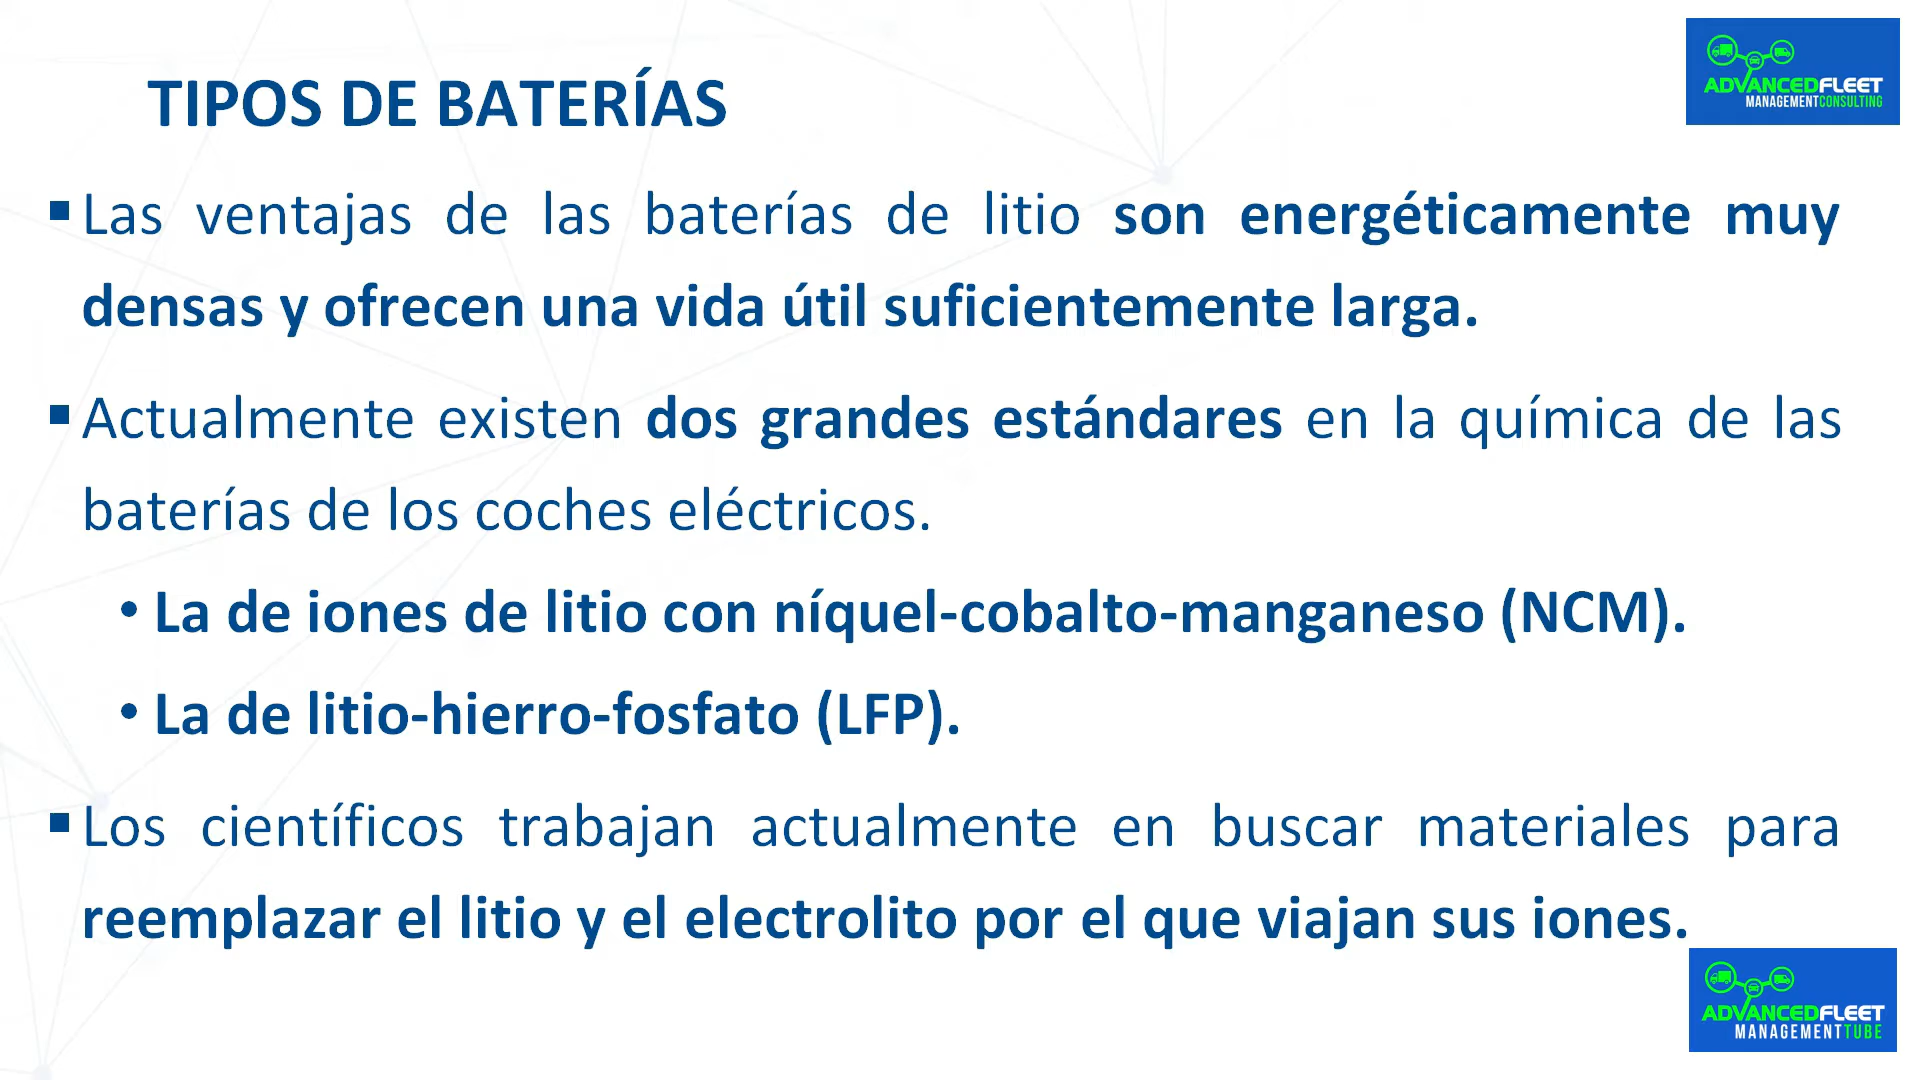 TIPOS DE BATERÍAS
ADVANCEDFLEET
MANAGEMENTCONSULTING
▪Las ventajas de las baterías de litio son energéticamente muy
densas y ofrecen una vida útil suficientemente larga.
▪Actualmente existen dos grandes estándares en la química de las
baterías de los coches eléctricos.
• La de iones de litio con níquel-cobalto-manganeso (NCM).
• La de litio-hierro-fosfato (LFP).
▪Los científicos trabajan actualmente en buscar materiales para
reemplazar el litio y el electrolito por el que viajan sus iones.
ADVANCEDFLEET
MANAGEMENTTUBE